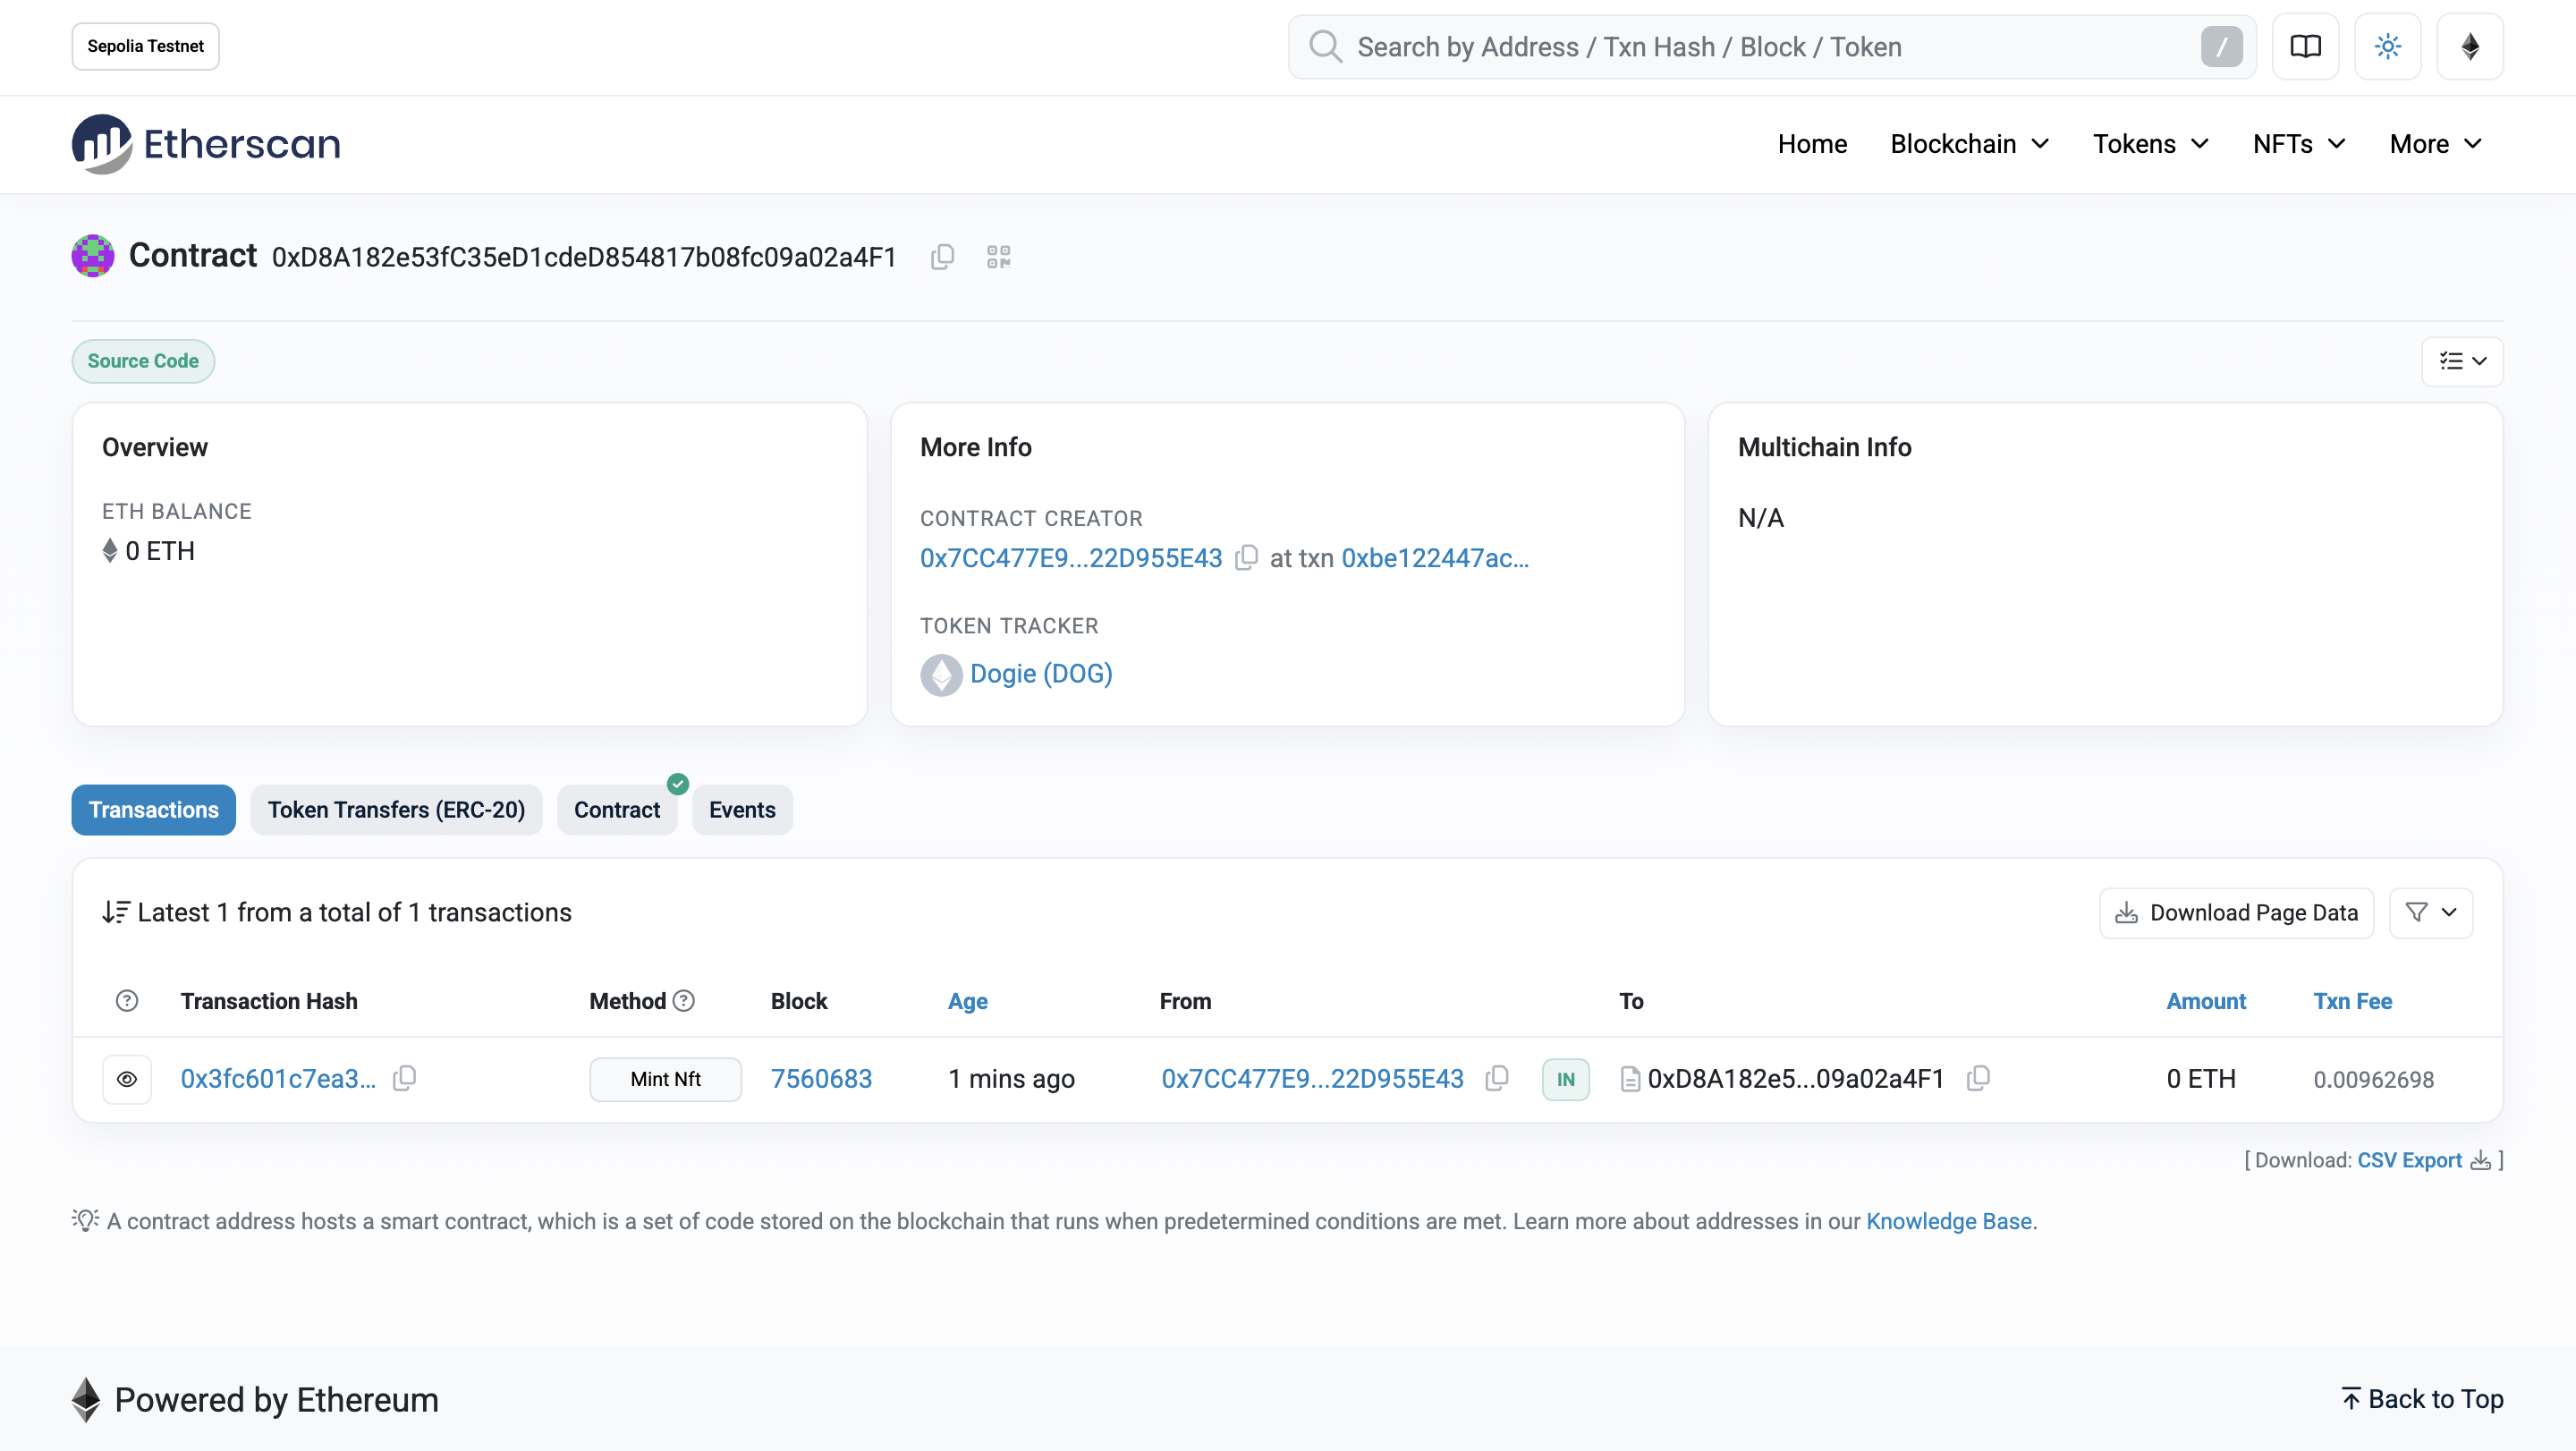 Sepolia Testnet
Search by Address / Txn Hash / Block / Token
/
Etherscan
Home Blockchain Tokens NFTs More
Contract 0xD8A182e53fC35eD1cdeD854817b08fc09a02a4F1
Source Code
Overview
ETH BALANCE
0 ETH
More Info
CONTRACT CREATOR
0x7CC477E9...22D955E43 at txn 0xbe122447ac...
TOKEN TRACKER
Dogie (DOG)
Multichain Info
N/A
Transactions Token Transfers (ERC-20) Contract Events
Latest 1 from a total of 1 transactions
Download Page Data
Transaction Hash Method Block Age From To Amount Txn Fee
0x3fc601c7ea3... Mint Nft 7560683 1 mins ago 0x7CC477E9...22D955E43 IN 0xD8A182e5...09a02a4F1 0 ETH 0.00962698
[ Download: CSV Export ]
A contract address hosts a smart contract, which is a set of code stored on the blockchain that runs when predetermined conditions are met. Learn more about addresses in our Knowledge Base.
Powered by Ethereum
Back to Top